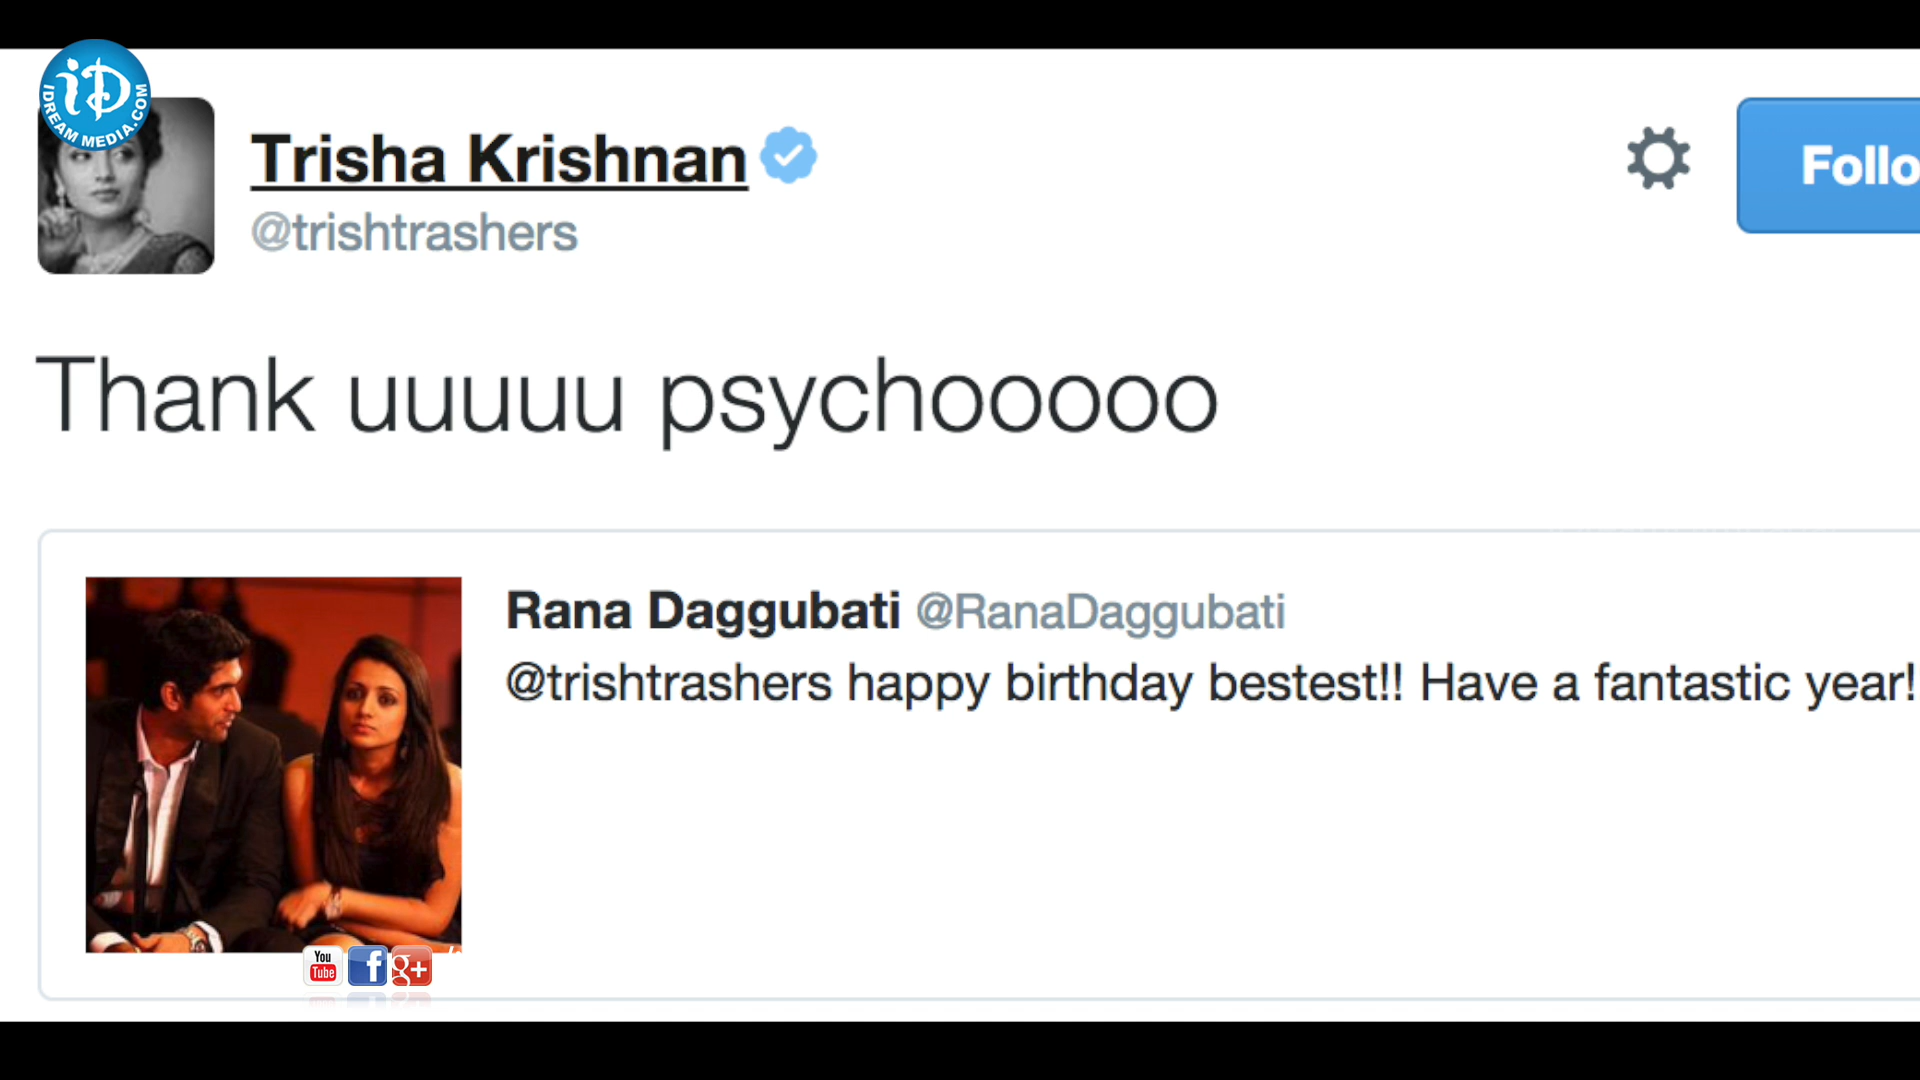 iD
IDREAM MEDIA.COM
Trisha Krishnan
@trishtrashers
Follo
Thank uuuuu psychooooo
Rana Daggubati @RanaDaggubati
@trishtrashers happy birthday bestest!! Have a fantastic year!
You Tube
f
g+